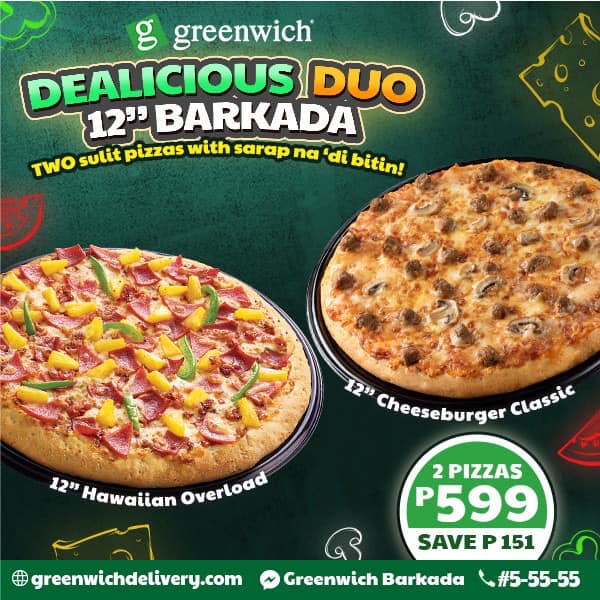 g greenwich®
DEALICIOUS DUO
12” BARKADA
TWO sulit pizzas with sarap na ‘di bitin!
12” Cheeseburger Classic
12” Hawaiian Overload
2 PIZZAS
P599
SAVE P 151
greenwichdelivery.com Greenwich Barkada #5-55-55